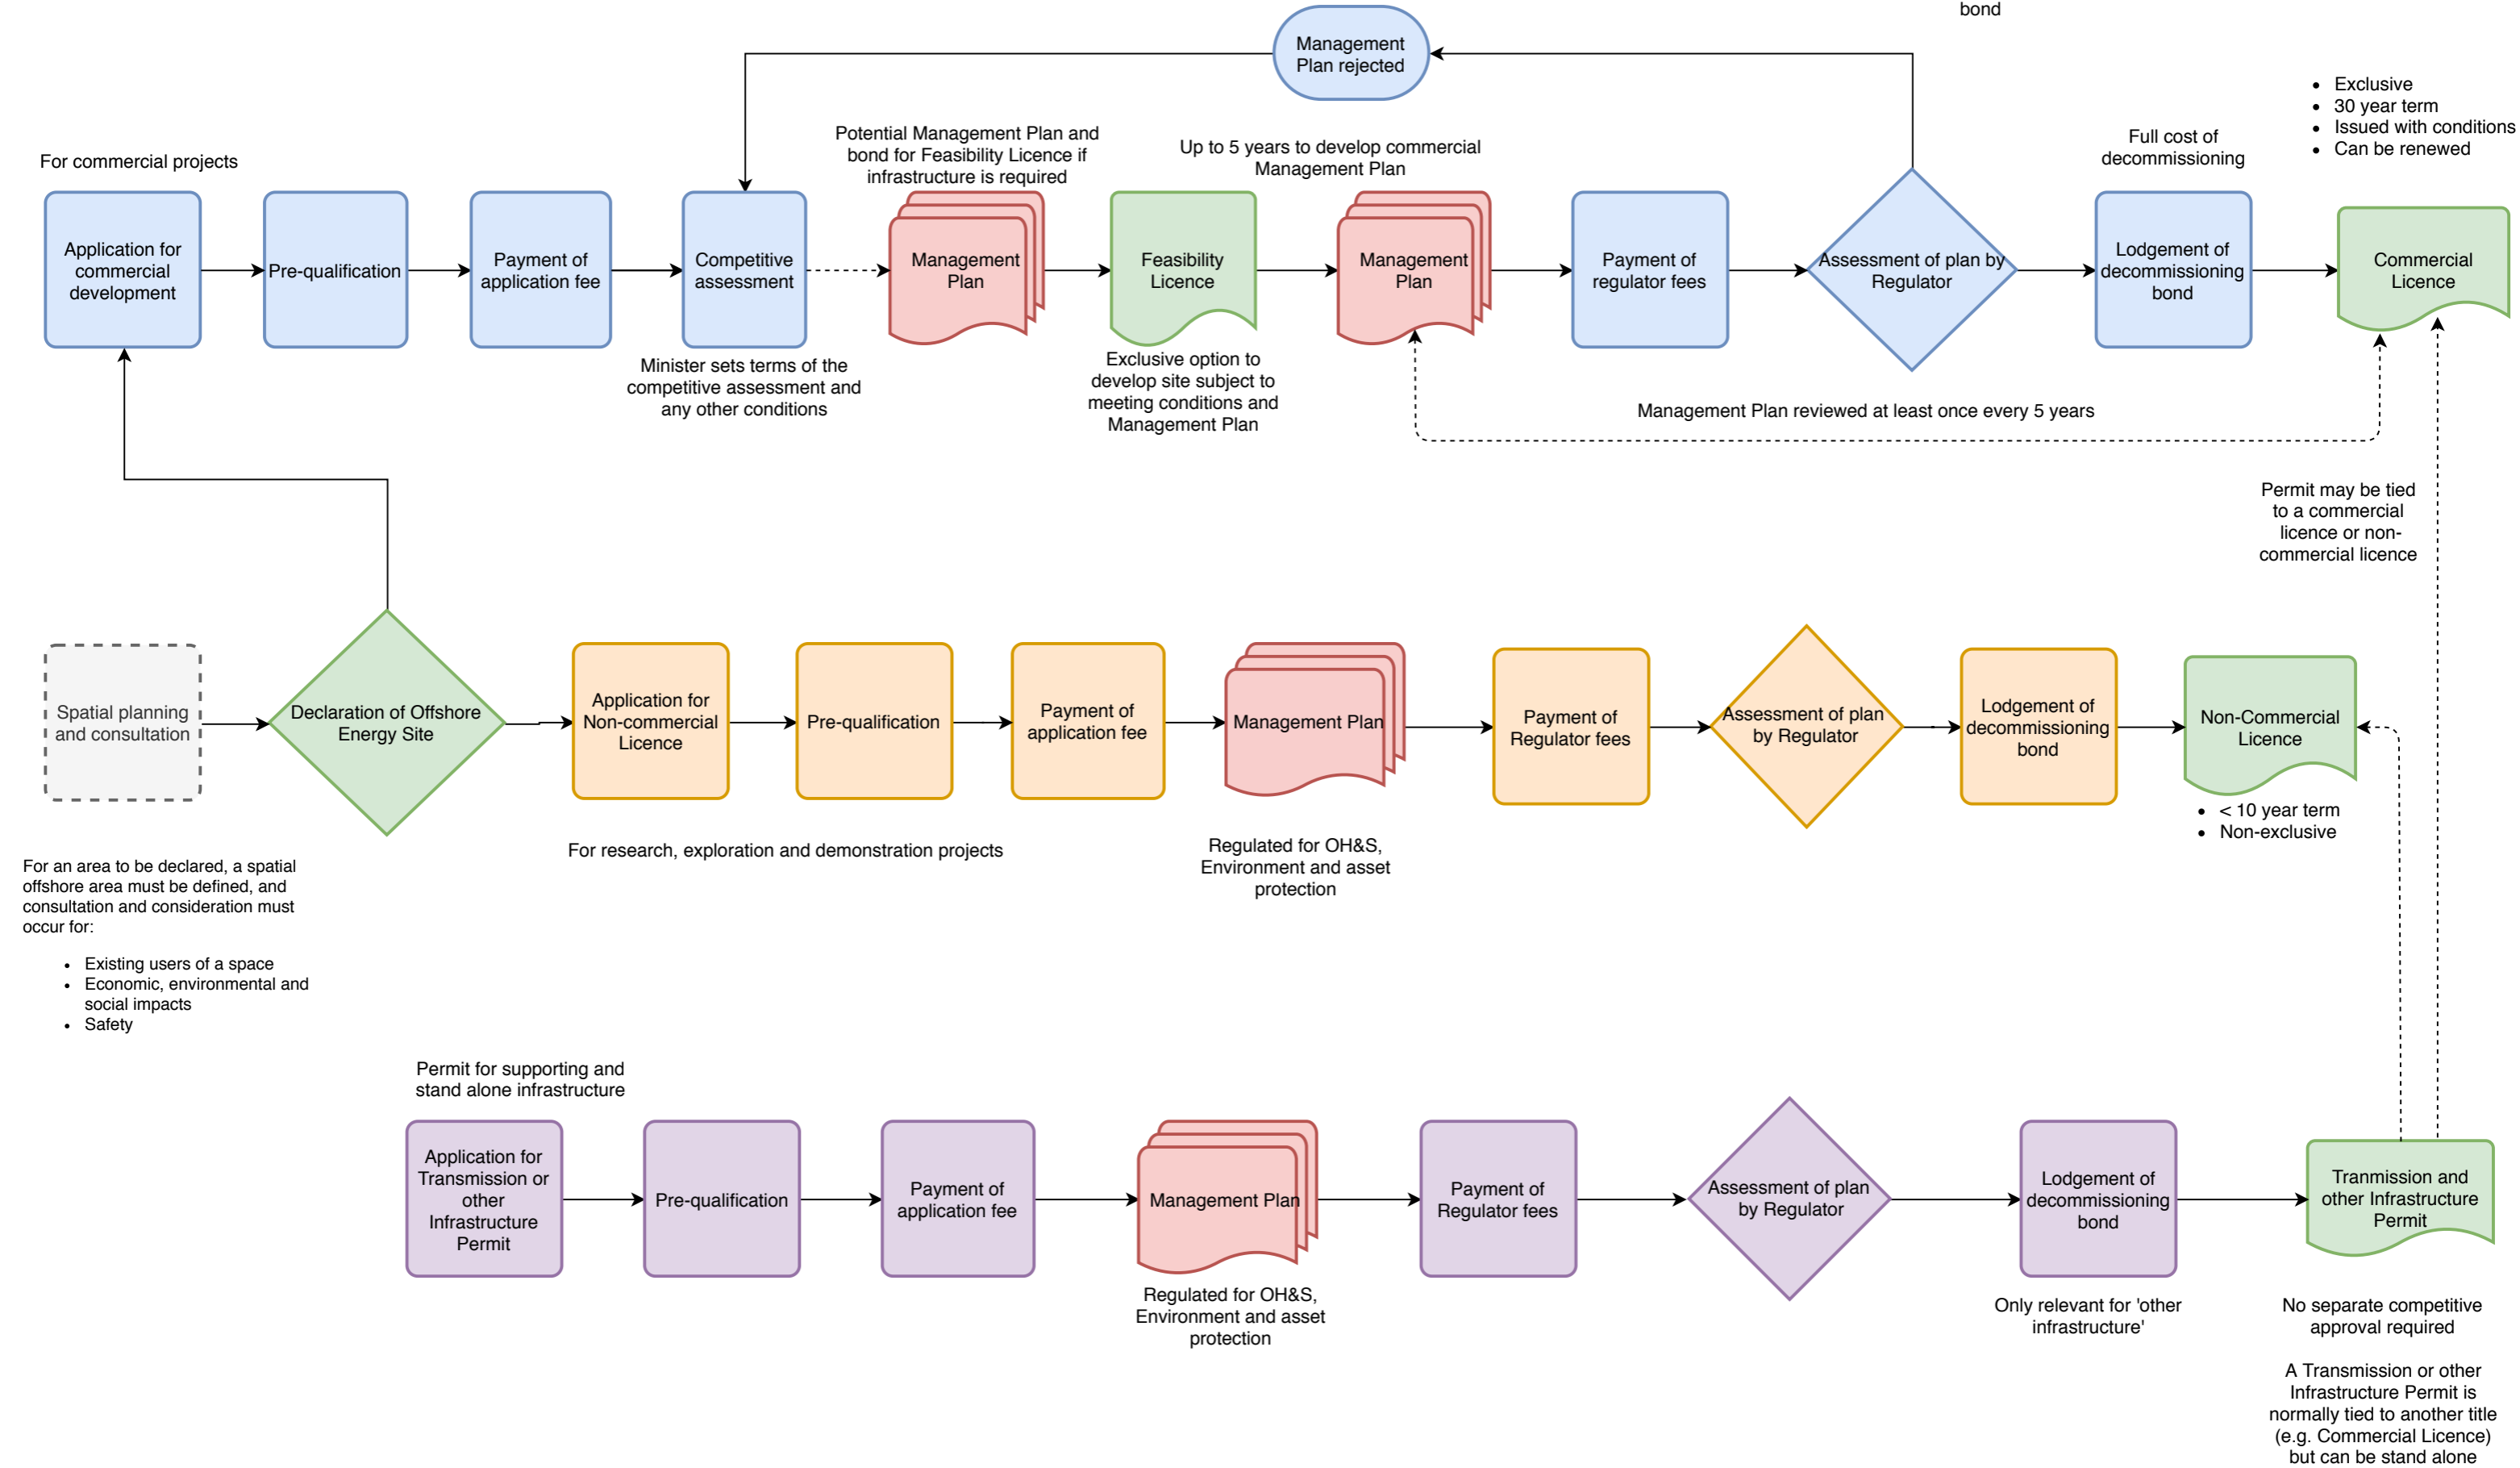 bond
Management
Plan rejected
• Exclusive
• 30 year term
• Issued with conditions
• Can be renewed
For commercial projects
Potential Management Plan and
bond for Feasibility Licence if
infrastructure is required
Up to 5 years to develop commercial
Management Plan
Full cost of
decommissioning
Application for
commercial
development
Pre-qualification
Payment of
application fee
Competitive
assessment
Management
Plan
Feasibility
Licence
Management
Plan
Payment of
regulator fees
Assessment of plan by
Regulator
Lodgement of
decommissioning
bond
Commercial
Licence
Minister sets terms of the
competitive assessment and
any other conditions
Exclusive option to
develop site subject to
meeting conditions and
Management Plan
Management Plan reviewed at least once every 5 years
Permit may be tied
to a commercial
licence or non-
commercial licence
Spatial planning
and consultation
Declaration of Offshore
Energy Site
Application for
Non-commercial
Licence
Pre-qualification
Payment of
application fee
Management Plan
Payment of
Regulator fees
Assessment of plan
by Regulator
Lodgement of
decommissioning
bond
Non-Commercial
Licence
• < 10 year term
• Non-exclusive
For research, exploration and demonstration projects
Regulated for OH&S,
Environment and asset
protection
For an area to be declared, a spatial
offshore area must be defined, and
consultation and consideration must
occur for:
• Existing users of a space
• Economic, environmental and
social impacts
• Safety
Permit for supporting and
stand alone infrastructure
Application for
Transmission or
other
Infrastructure
Permit
Pre-qualification
Payment of
application fee
Management Plan
Payment of
Regulator fees
Assessment of plan
by Regulator
Lodgement of
decommissioning
bond
Tranmission and
other Infrastructure
Permit
Regulated for OH&S,
Environment and asset
protection
Only relevant for 'other
infrastructure'
No separate competitive
approval required
A Transmission or other
Infrastructure Permit is
normally tied to another title
(e.g. Commercial Licence)
but can be stand alone